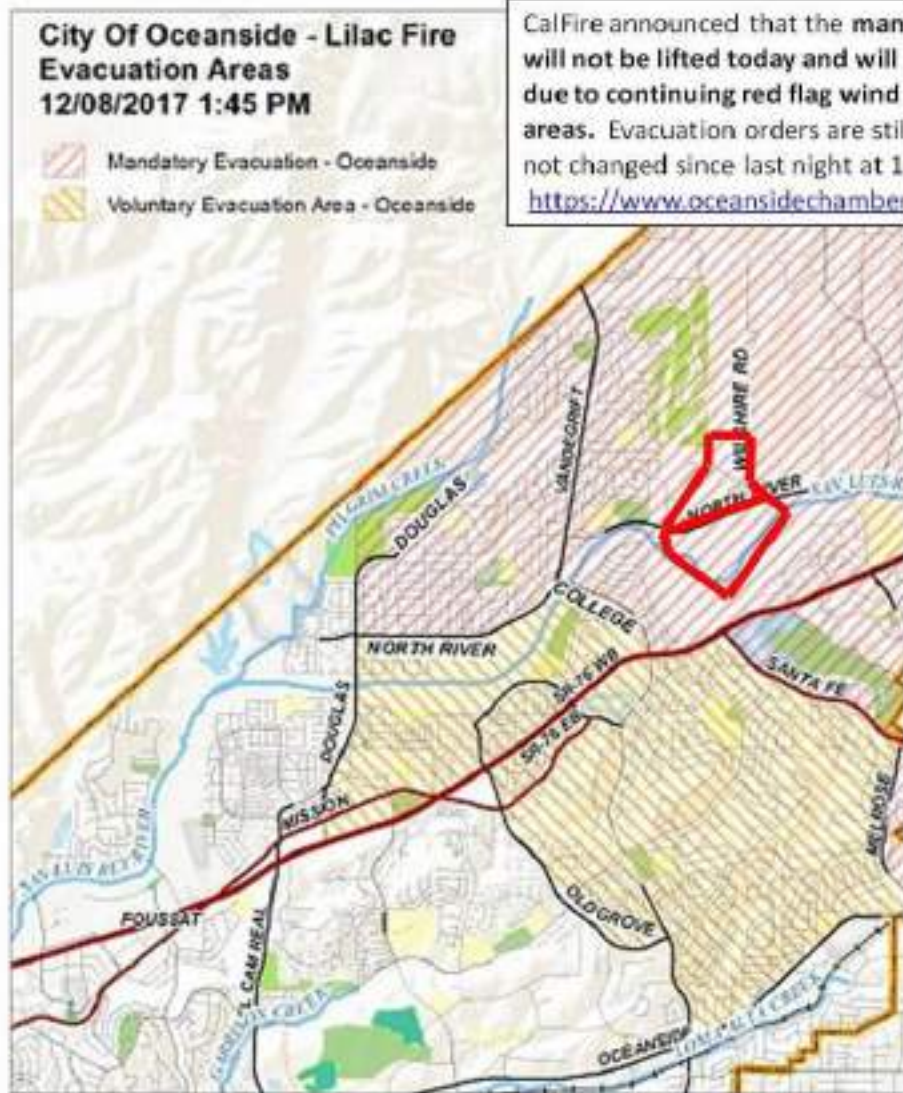 City Of Oceanside - Lilac Fire
Evacuation Areas
12/08/2017 1:45 PM
Mandatory Evacuation - Oceanside
Voluntary Evacuation Area - Oceanside
CalFire announced that the man
will not be lifted today and will
due to continuing red flag wind
areas. Evacuation orders are stil
not changed since last night at 1
https://www.oceansidechamber
WILSHIRE RD
VANDEGRIFT
PILGRIM CREEK
DOUGLAS
NORTH RIVER
SAN LUIS R
COLLEGE
NORTH RIVER
SR-76 WB
SR-76 EB
SANTA FE
DOUGLAS
MISSION
MELROSE
SAN LUIS REY RIVER
FOUSSAT
OLD GROVE
L CAM REAL
GARRISON CREEK
OCEANSIDE
LOMA ALTA CREEK